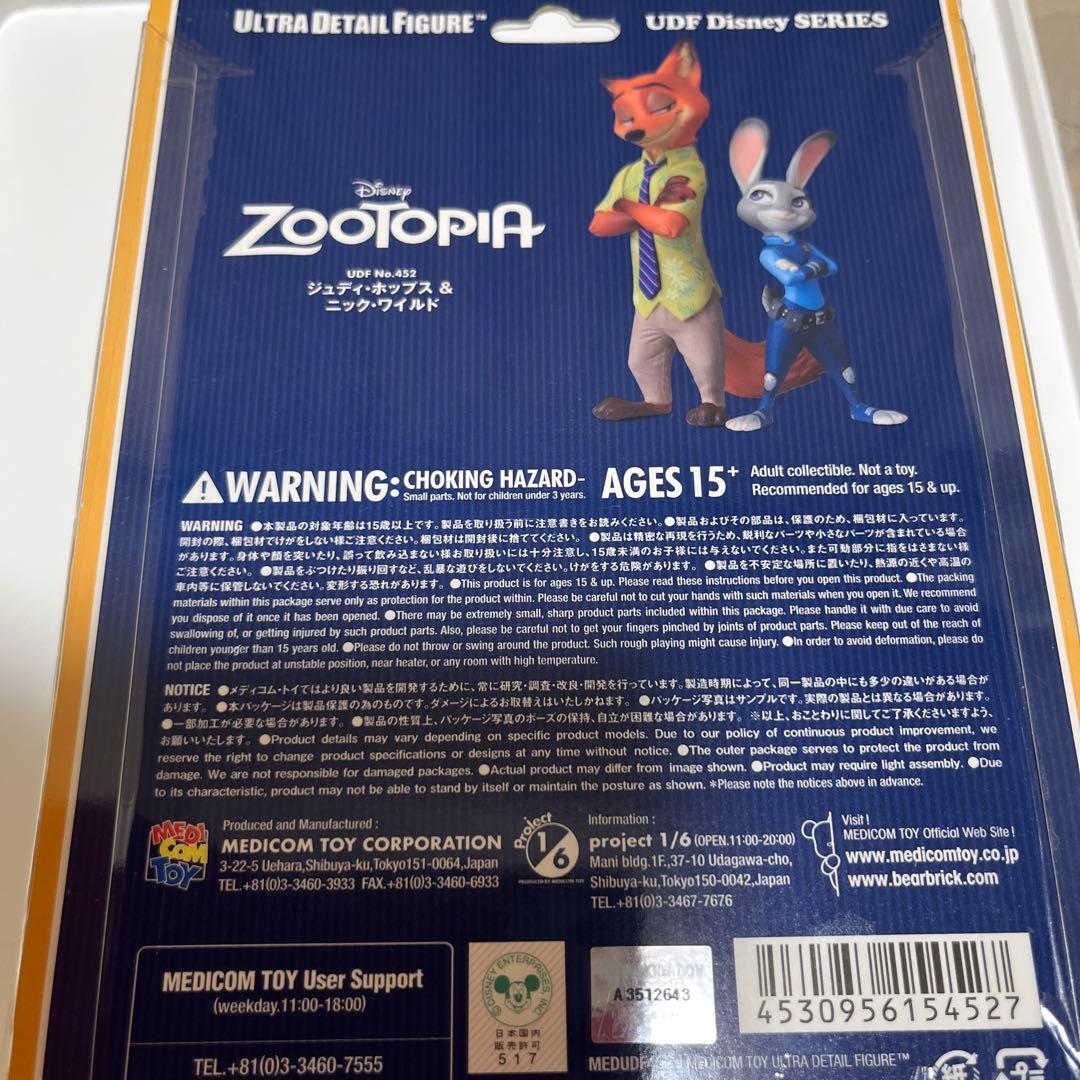 ULTRA DETAIL FIGURE™
UDF Disney SERIES
Disney
ZOOTOPIA
UDF No.452
ジュディ・ホップス &
ニック・ワイルド
WARNING: CHOKING HAZARD-
Small parts. Not for children under 3 years.
AGES 15+
Adult collectible. Not a toy.
Recommended for ages 15 & up.
WARNING ●本製品の対象年齢は15歳以上です。製品を取り扱う前に注意書きをお読みください。●製品およびその部品は、保護のため、梱包材に入っています。
開封の際、梱包材でけがをしない様ご注意ください。梱包材は開封後に捨ててください。 ●製品は精密な再現を行うため、鋭利なパーツや小さなパーツが含まれている場合
があります。身体や顔を突いたり、誤って飲み込まない様お取り扱いには十分注意し、15歳未満のお子様には与えないでください。また可動部分に指をはさまない様
ご注意ください。 ●製品をぶつけたり振り回すなど、乱暴な遊びをしないでください。けがをする危険があります。 ●製品を不安定な場所に置いたり、熱源の近くや高温の
車内等に保管しないでください。変形する恐れがあります。 ●This product is for ages 15 & up. Please read these instructions before you open this product. ●The packing
materials within this package serve only as protection for the product within. Please be careful not to cut your hands with such materials when you open it. We recommend
you dispose of it once it has been opened. ●There may be extremely small, sharp product parts included within this package. Please handle it with due care to avoid
swallowing of, or getting injured by such product parts. Also, please be careful not to get your fingers pinched by joints of product parts. Please keep out of the reach of
children younger than 15 years old. ●Please do not throw or swing around the product. Such rough playing might cause injury. ●In order to avoid deformation, please do
not place the product at unstable position, near heater, or any room with high temperature.
NOTICE ●メディコム・トイではより良い製品を開発するために、常に研究・調査・改良・開発を行っています。製造時期によって、同一製品の中にも多少の違いがある場合が
あります。 ●本パッケージは製品保護の為のものです。ダメージによるお取替えはいたしかねます。 ●パッケージ写真はサンプルです。実際の製品とは異なる場合があります。
●一部加工が必要な場合があります。 ●製品の性質上、パッケージ写真のポーズの保持、自立が困難な場合があります。 ※以上、おことわりに関してご了承くださいますよう、
お願いいたします。 ●Product details may vary depending on specific product models. Due to our policy of continuous product improvement, we
reserve the right to change product specifications or designs at any time without notice. ●The outer package serves to protect the product from
damage. We are not responsible for damaged packages. ●Actual product may differ from image shown. ●Product may require light assembly. ●Due
to its characteristic, product may not be able to stand by itself or maintain the posture as shown. *Please note the notices above in advance.
MEDI
COM
TOY
Produced and Manufactured :
MEDICOM TOY CORPORATION
3-22-5 Uehara,Shibuya-ku,Tokyo151-0064,Japan
TEL.+81(0)3-3460-3933 FAX.+81(0)3-3460-6933
Project
1/6
PRODUCED BY MEDICOM TOY
Information :
project 1/6 (OPEN.11:00-20:00)
Mani bldg.1F,37-10 Udagawa-cho,
Shibuya-ku,Tokyo150-0042,Japan
TEL.+81(0)3-3467-7676
Visit !
MEDICOM TOY Official Web Site !
www.medicomtoy.co.jp
www.bearbrick.com
MEDICOM TOY User Support
(weekday.11:00-18:00)
TEL.+81(0)3-3460-7555
©DISNEY ENTERPRISES INC.
日本国内
販売許可
517
A3512643
4530956154527
MEDICOM TOY ULTRA DETAIL FIGURE™
紙